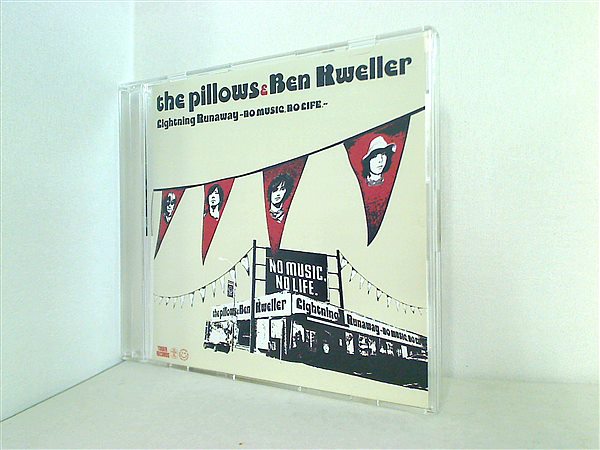 the pillows & Ben Kweller
Lightning Runaway -NO MUSIC, NO LIFE.-
NO MUSIC,
NO LIFE.
the pillows & Ben Kweller
Lightning Runaway -NO MUSIC, NO LIFE
TOWER
RECORDS